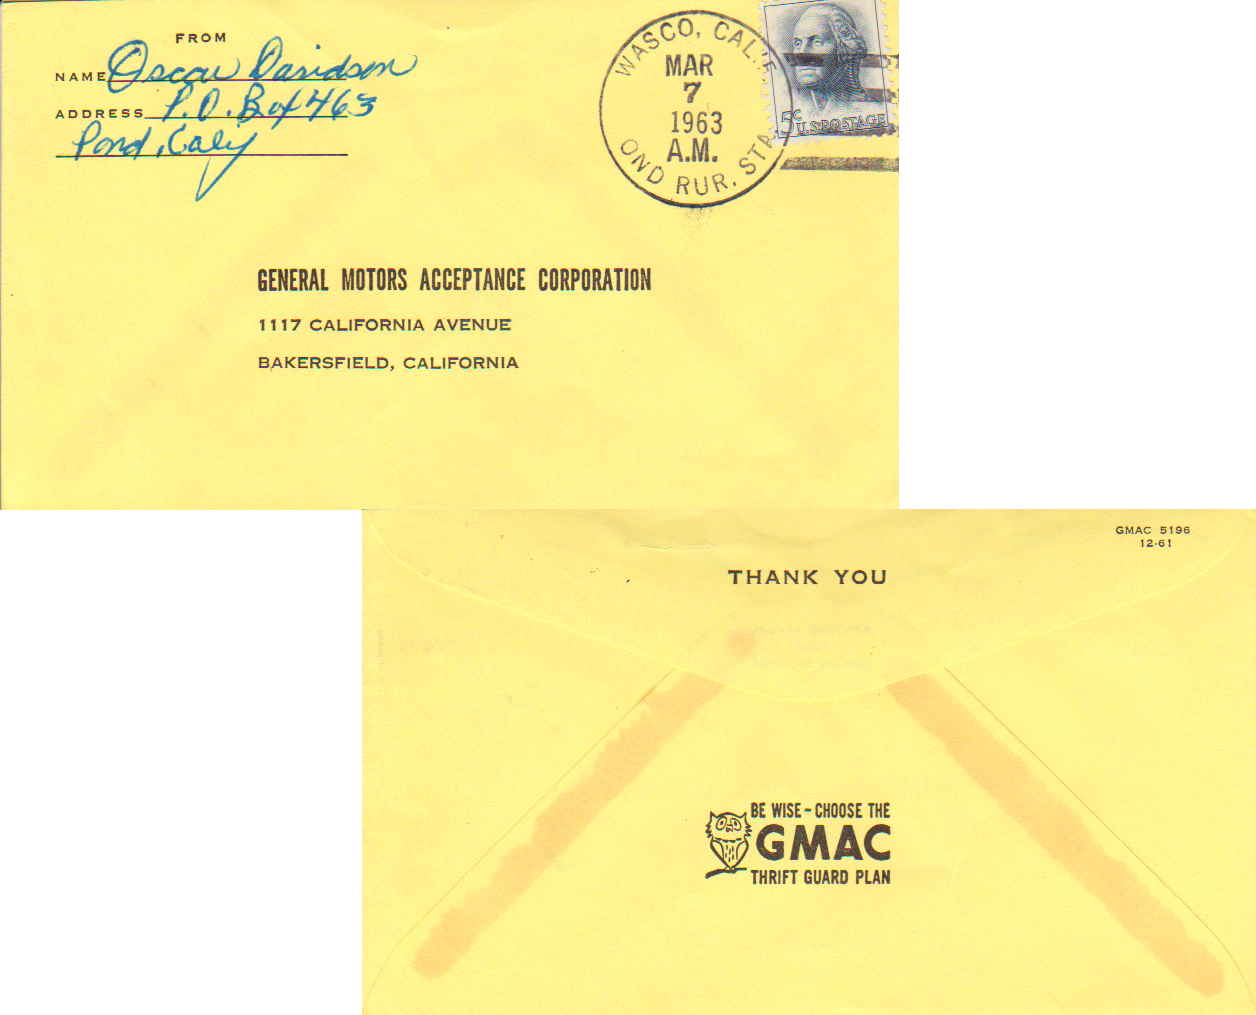 FROM
NAME Oscar Davidson
ADDRESS P.O. Box 463
Pond, Calif
WASCO, CALIF
MAR
7
1963
A.M.
OND RUR. STA.
5c
U.S.POSTAGE
GENERAL MOTORS ACCEPTANCE CORPORATION
1117 CALIFORNIA AVENUE
BAKERSFIELD, CALIFORNIA
GMAC 5196
12-61
THANK YOU
BE WISE - CHOOSE THE
GMAC
THRIFT GUARD PLAN